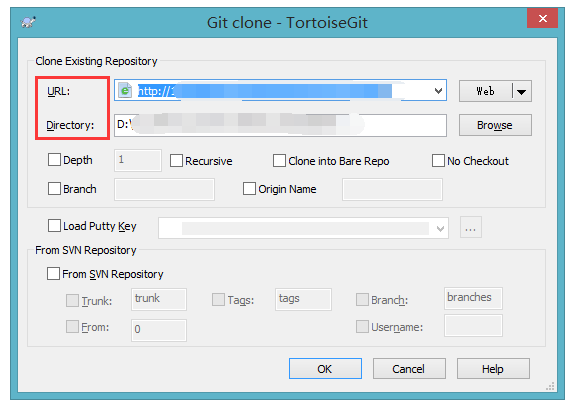 Git clone - TortoiseGit
Clone Existing Repository
URL: http://1 Web
Directory: D:\ Browse
Depth 1 Recursive Clone into Bare Repo No Checkout
Branch Origin Name
Load Putty Key ...
From SVN Repository
From SVN Repository
Trunk: trunk Tags: tags Branch: branches
From: 0 Username:
OK Cancel Help